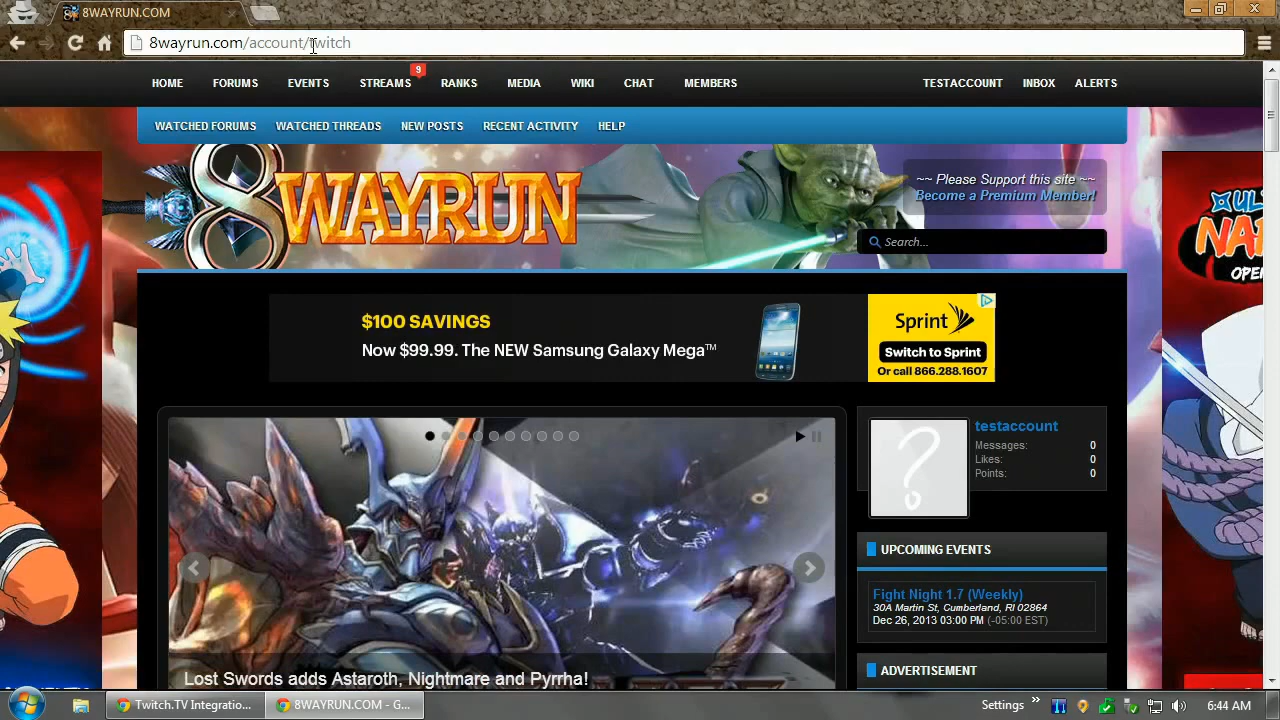 8WAYRUN.COM
8wayrun.com/account/twitch
HOME FORUMS EVENTS STREAMS 9 RANKS MEDIA WIKI CHAT MEMBERS TESTACCOUNT INBOX ALERTS
WATCHED FORUMS WATCHED THREADS NEW POSTS RECENT ACTIVITY HELP
8WAYRUN
~~ Please Support this site ~~
Become a Premium Member!
Search...
$100 SAVINGS
Now $99.99. The NEW Samsung Galaxy Mega™
Sprint
Switch to Sprint
Or call 866.288.1607
testaccount
Messages: 0
Likes: 0
Points: 0
UPCOMING EVENTS
Fight Night 1.7 (Weekly)
30A Martin St, Cumberland, RI 02864
Dec 26, 2013 03:00 PM (-05:00 EST)
ADVERTISEMENT
Lost Swords adds Astaroth, Nightmare and Pyrrha!
Twitch.TV Integratio...
8WAYRUN.COM - G...
Settings
6:44 AM